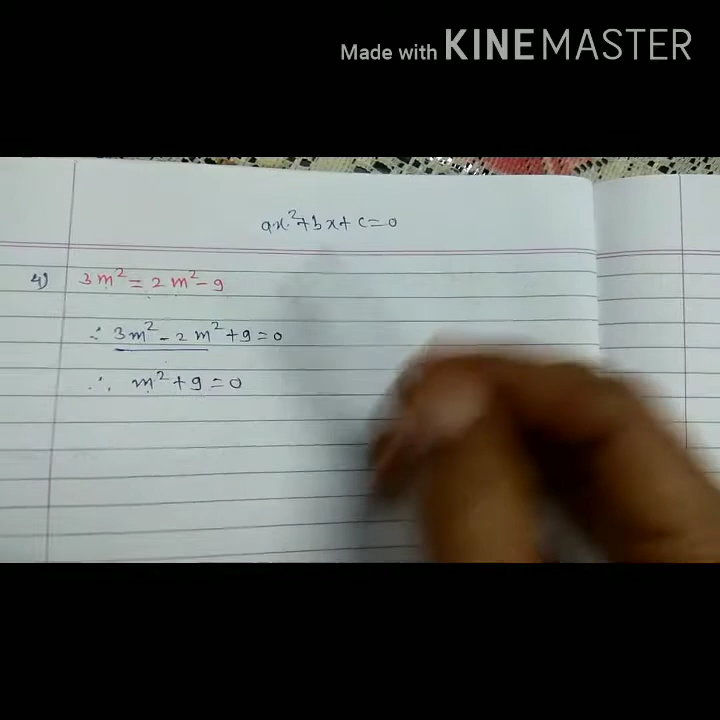 Made with KINEMASTER
ax²+bx+c=0
4) 3m² = 2m² - 9
∴ 3m² - 2m² + 9 = 0
∴ m² + 9 = 0